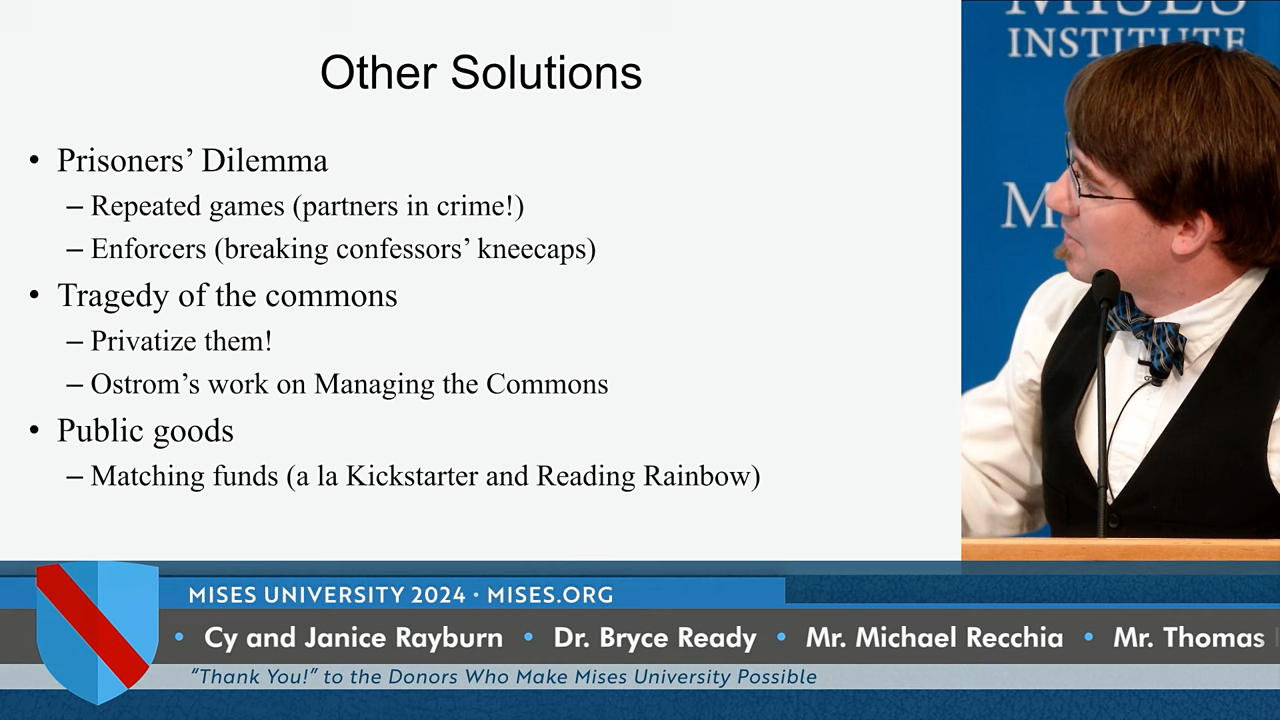 Other Solutions
• Prisoners’ Dilemma
– Repeated games (partners in crime!)
– Enforcers (breaking confessors’ kneecaps)
• Tragedy of the commons
– Privatize them!
– Ostrom’s work on Managing the Commons
• Public goods
– Matching funds (a la Kickstarter and Reading Rainbow)
MISES
INSTITUTE
M
MISES UNIVERSITY 2024 • MISES.ORG
• Cy and Janice Rayburn • Dr. Bryce Ready • Mr. Michael Recchia • Mr. Thomas
“Thank You!” to the Donors Who Make Mises University Possible